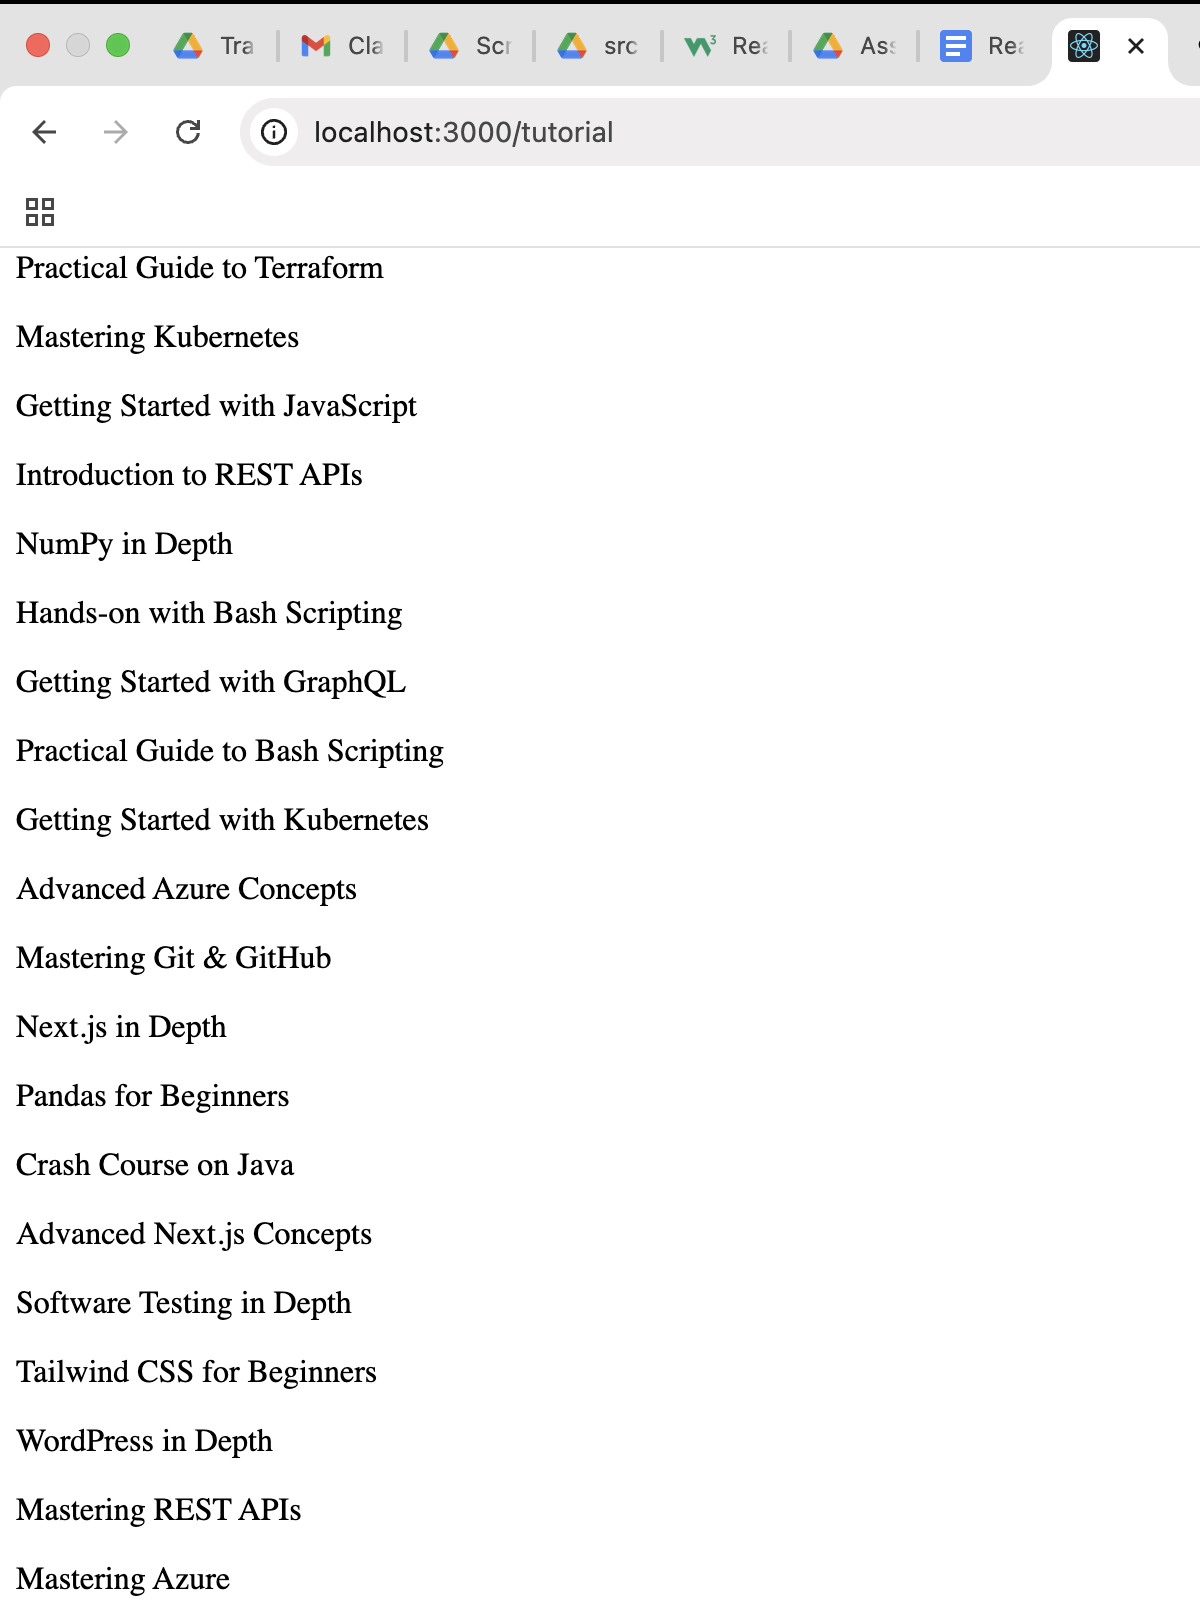 Tra Cla Scr src Rea Ass Rea
localhost:3000/tutorial
Practical Guide to Terraform
Mastering Kubernetes
Getting Started with JavaScript
Introduction to REST APIs
NumPy in Depth
Hands-on with Bash Scripting
Getting Started with GraphQL
Practical Guide to Bash Scripting
Getting Started with Kubernetes
Advanced Azure Concepts
Mastering Git & GitHub
Next.js in Depth
Pandas for Beginners
Crash Course on Java
Advanced Next.js Concepts
Software Testing in Depth
Tailwind CSS for Beginners
WordPress in Depth
Mastering REST APIs
Mastering Azure